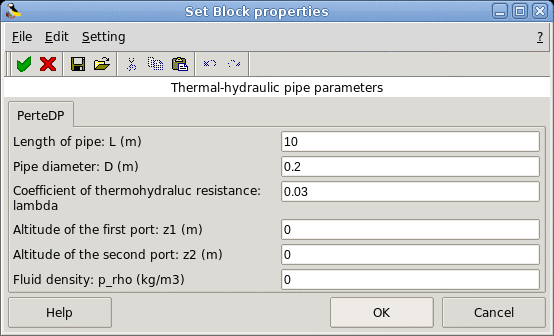 Set Block properties
File Edit Setting ?
Thermal-hydraulic pipe parameters
PerteDP
Length of pipe: L (m) 10
Pipe diameter: D (m) 0.2
Coefficient of thermohydraluc resistance: 0.03
lambda
Altitude of the first port: z1 (m) 0
Altitude of the second port: z2 (m) 0
Fluid density: p_rho (kg/m3) 0
Help OK Cancel